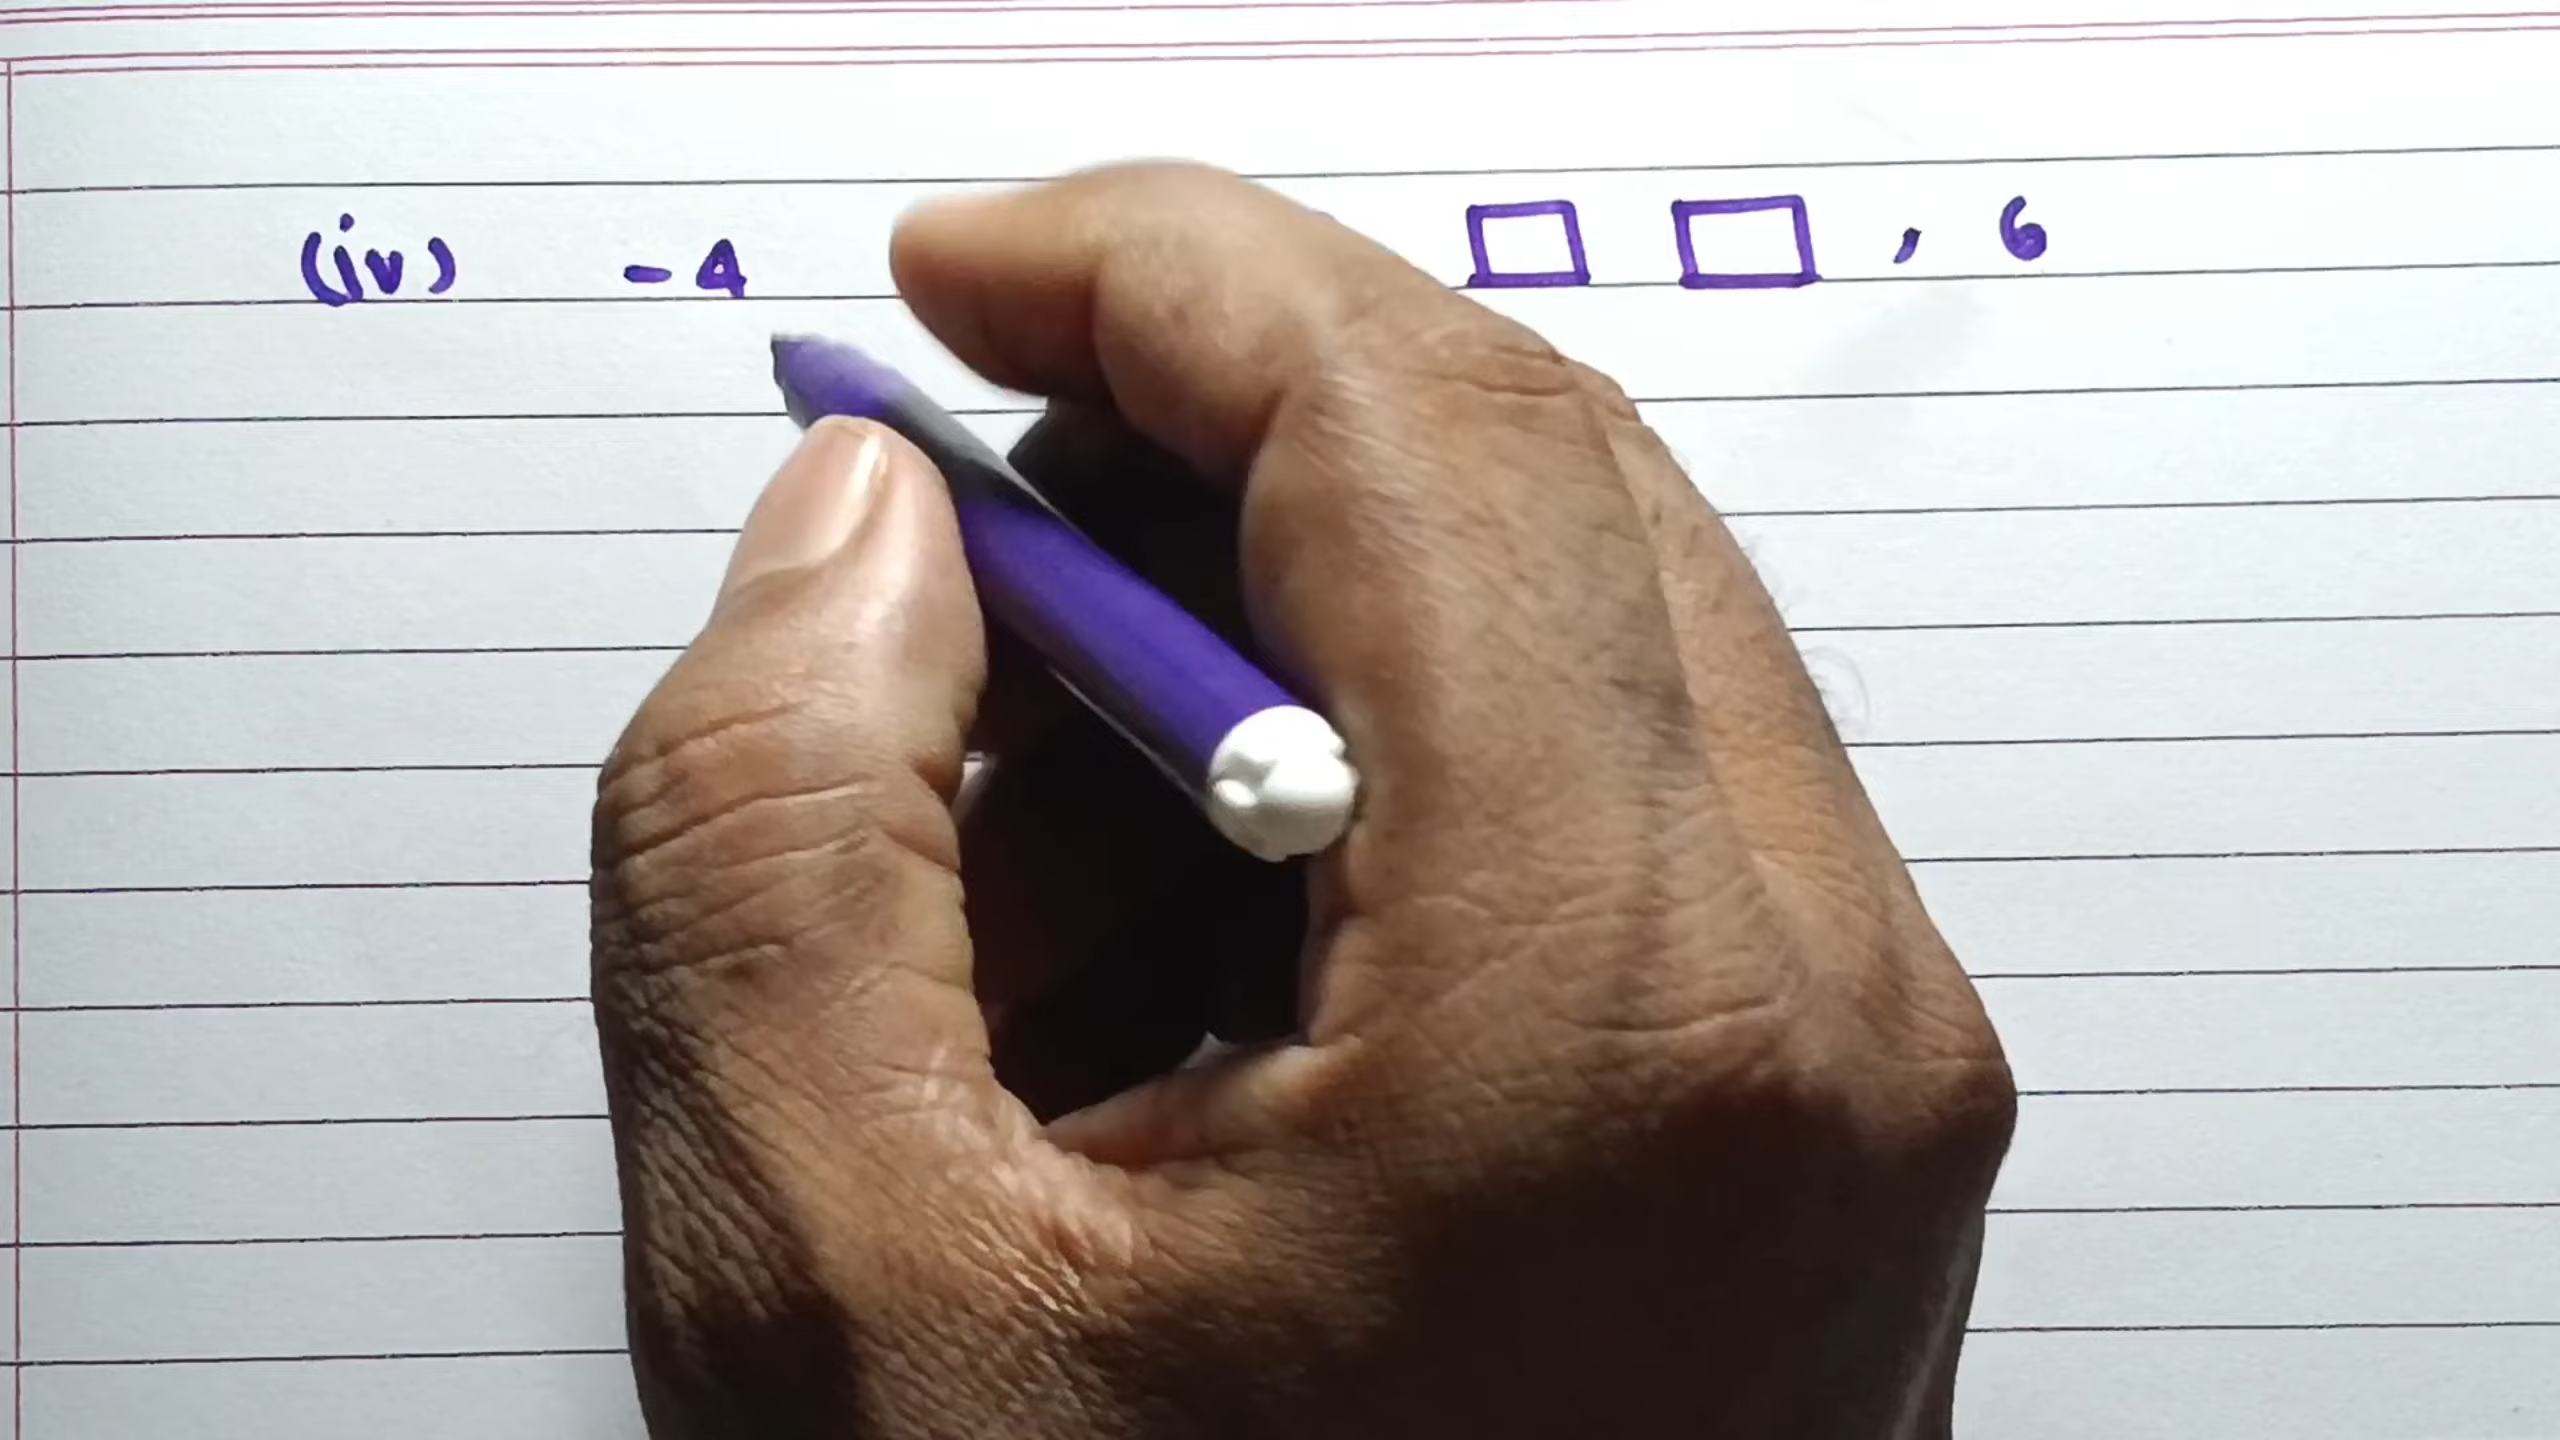 (iv) -4 □ □ , 6